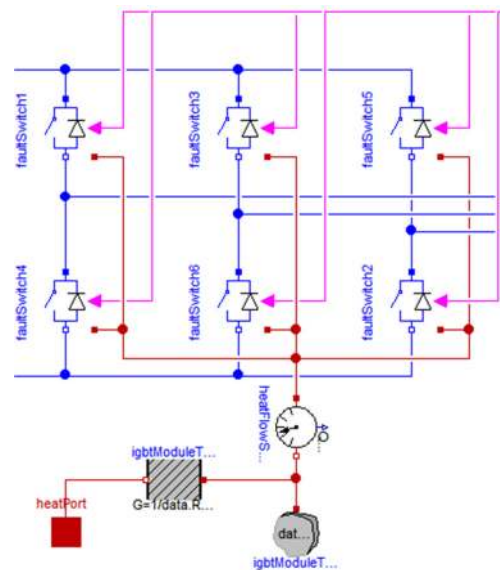 faultSwitch1
faultSwitch3
faultSwitch5
faultSwitch4
faultSwitch6
faultSwitch2
heatFlowS...
Q...
igbtModuleT...
heatPort
G=1/data.R...
dat...
igbtModuleT...